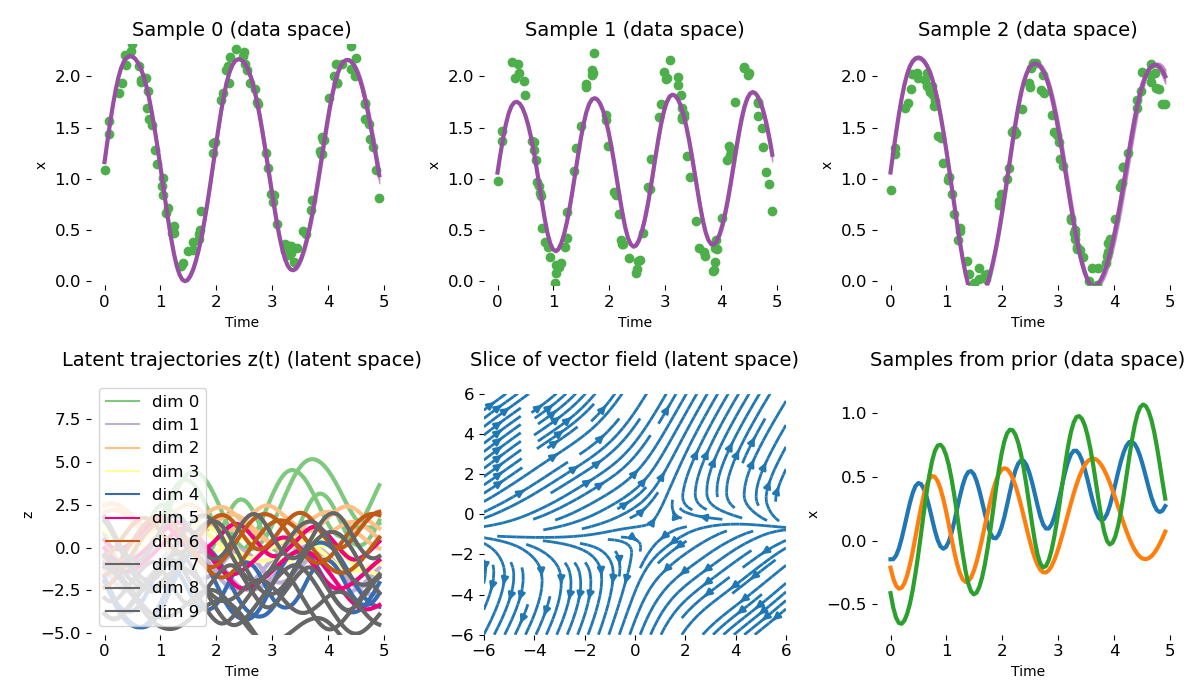 Sample 0 (data space)
Sample 1 (data space)
Sample 2 (data space)
2.0
1.5
1.0
0.5
0.0
x
0 1 2 3 4 5
Time
2.0
1.5
1.0
0.5
0.0
x
0 1 2 3 4 5
Time
2.0
1.5
1.0
0.5
0.0
x
0 1 2 3 4 5
Time
Latent trajectories z(t) (latent space)
Slice of vector field (latent space)
Samples from prior (data space)
7.5
5.0
2.5
0.0
−2.5
−5.0
z
dim 0
dim 1
dim 2
dim 3
dim 4
dim 5
dim 6
dim 7
dim 8
dim 9
0 1 2 3 4 5
Time
6
4
2
0
−2
−4
−6
−6 −4 −2 0 2 4 6
1.0
0.5
0.0
−0.5
x
0 1 2 3 4 5
Time